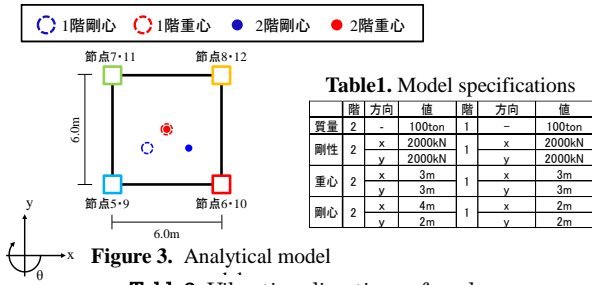 1階剛心 1階重心 2階剛心 2階重心
節点7・11 節点8・12
6.0m
節点5・9 節点6・10
6.0m
y
x
θ
Figure 3. Analytical model
Table1. Model specifications
階 方向 値 階 方向 値
質量 2 - 100ton 1 - 100ton
剛性 2 x 2000kN 1 x 2000kN
y 2000kN y 2000kN
重心 2 x 3m 1 x 3m
y 3m y 3m
剛心 2 x 4m 1 x 2m
y 2m y 2m